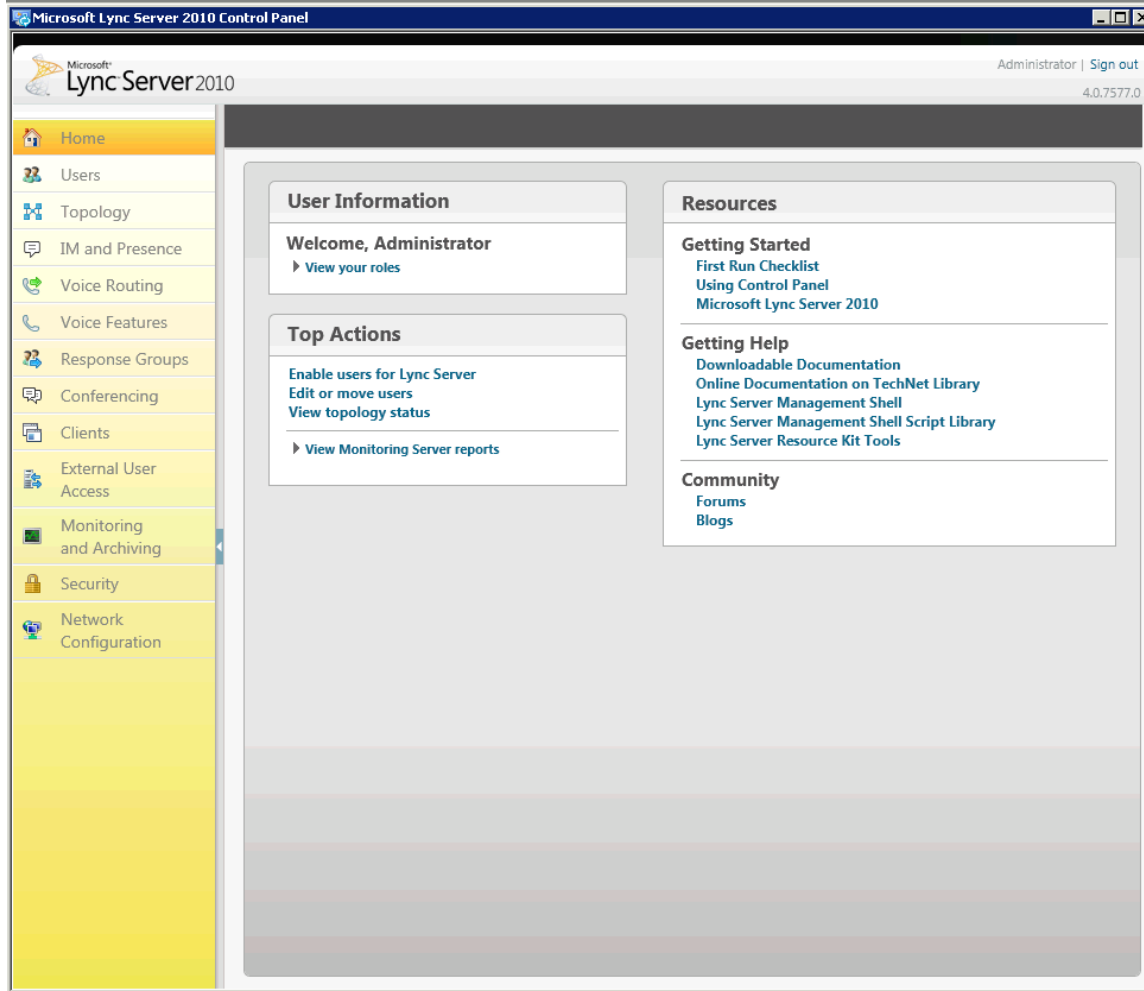 Microsoft Lync Server 2010 Control Panel
Microsoft®
Lync Server 2010
Administrator | Sign out
4.0.7577.0
Home
Users
Topology
IM and Presence
Voice Routing
Voice Features
Response Groups
Conferencing
Clients
External User
Access
Monitoring
and Archiving
Security
Network
Configuration
User Information
Welcome, Administrator
View your roles
Top Actions
Enable users for Lync Server
Edit or move users
View topology status
View Monitoring Server reports
Resources
Getting Started
First Run Checklist
Using Control Panel
Microsoft Lync Server 2010
Getting Help
Downloadable Documentation
Online Documentation on TechNet Library
Lync Server Management Shell
Lync Server Management Shell Script Library
Lync Server Resource Kit Tools
Community
Forums
Blogs